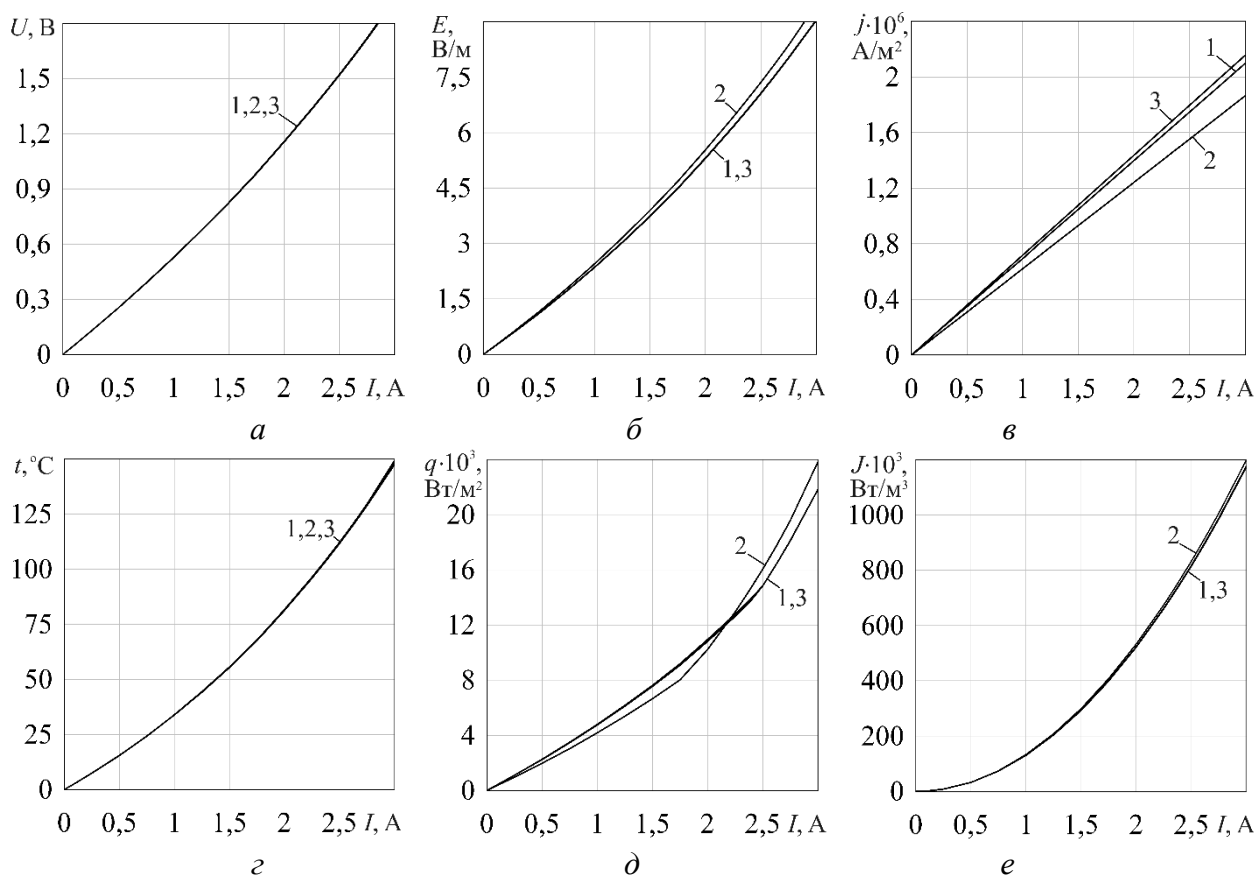 U, В
1,5
1,2
0,9
0,6
0,3
0
1,2,3
0 0,5 1 1,5 2 2,5 I, А
а
E,
В/м
7,5
6
4,5
3
1,5
0
2
1,3
0 0,5 1 1,5 2 2,5 I, А
б
j·10⁶,
А/м²
2
1,6
1,2
0,8
0,4
0
1
3
2
0 0,5 1 1,5 2 2,5 I, А
в
t,°С
125
100
75
50
25
0
1,2,3
0 0,5 1 1,5 2 2,5 I, А
г
q·10³,
Вт/м²
20
16
12
8
4
0
2
1,3
0 0,5 1 1,5 2 2,5 I, А
д
J·10³,
Вт/м³
1000
800
600
400
200
0
2
1,3
0 0,5 1 1,5 2 2,5 I, А
е